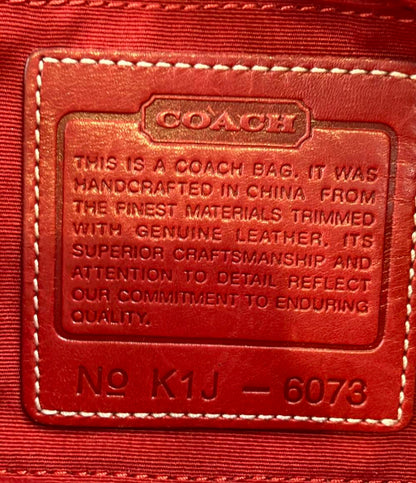 COACH
THIS IS A COACH BAG. IT WAS
HANDCRAFTED IN CHINA FROM
THE FINEST MATERIALS TRIMMED
WITH GENUINE LEATHER. ITS
SUPERIOR CRAFTSMANSHIP AND
ATTENTION TO DETAIL REFLECT
OUR COMMITMENT TO ENDURING
QUALITY.
Nº K1J - 6073